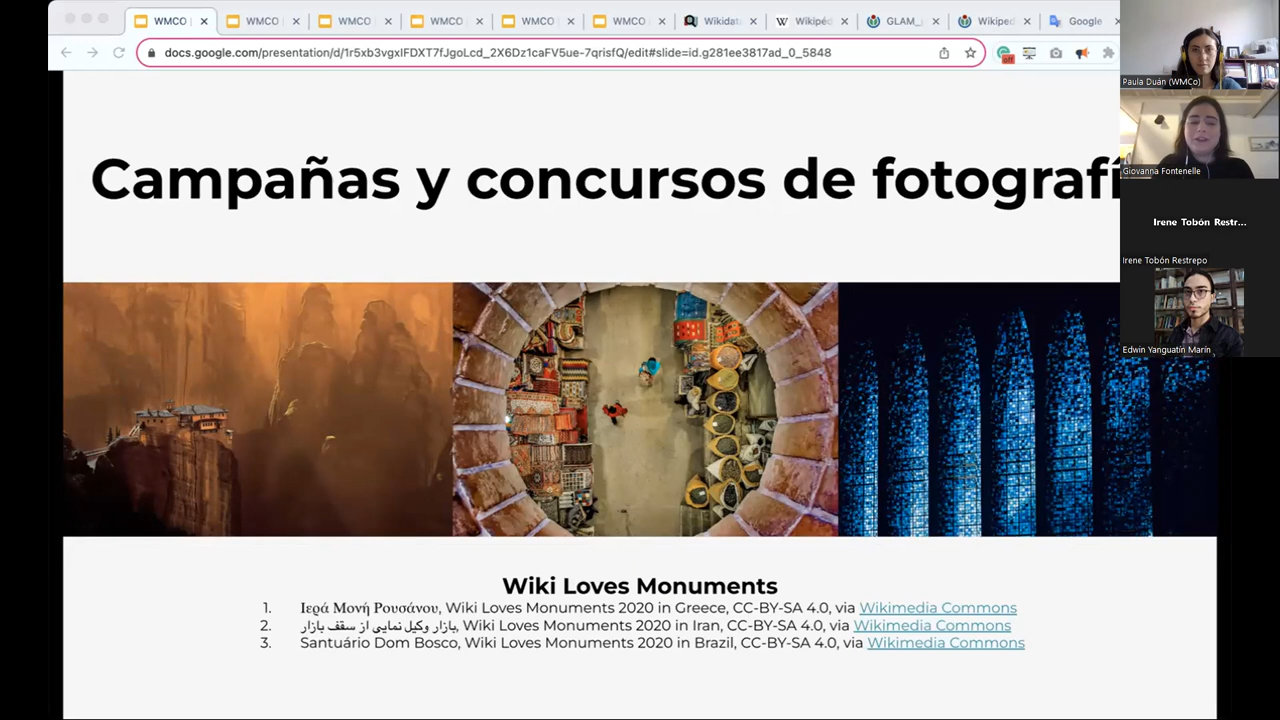 WMCO
WMCO
WMCO
WMCO
WMCO
WMCO
Wikidat
Wikipéd
GLAM_
Wikiped
Google
docs.google.com/presentation/d/1r5xb3vgxlFDXT7fJgoLcd_2X6Dz1caFV5ue-7qrisfQ/edit#slide=id.g281ee3817ad_0_5848
off
Paula Duán (WMCo)
Giovanna Fontenelle
Irene Tobón Restr...
Irene Tobón Restrepo
Edwin Yanguatín Marín
Campañas y concursos de fotografí
Wiki Loves Monuments
1. Ιερά Μονή Ρουσάνου, Wiki Loves Monuments 2020 in Greece, CC-BY-SA 4.0, via Wikimedia Commons
2. بازار وکیل نمایی از سقف بازار, Wiki Loves Monuments 2020 in Iran, CC-BY-SA 4.0, via Wikimedia Commons
3. Santuário Dom Bosco, Wiki Loves Monuments 2020 in Brazil, CC-BY-SA 4.0, via Wikimedia Commons